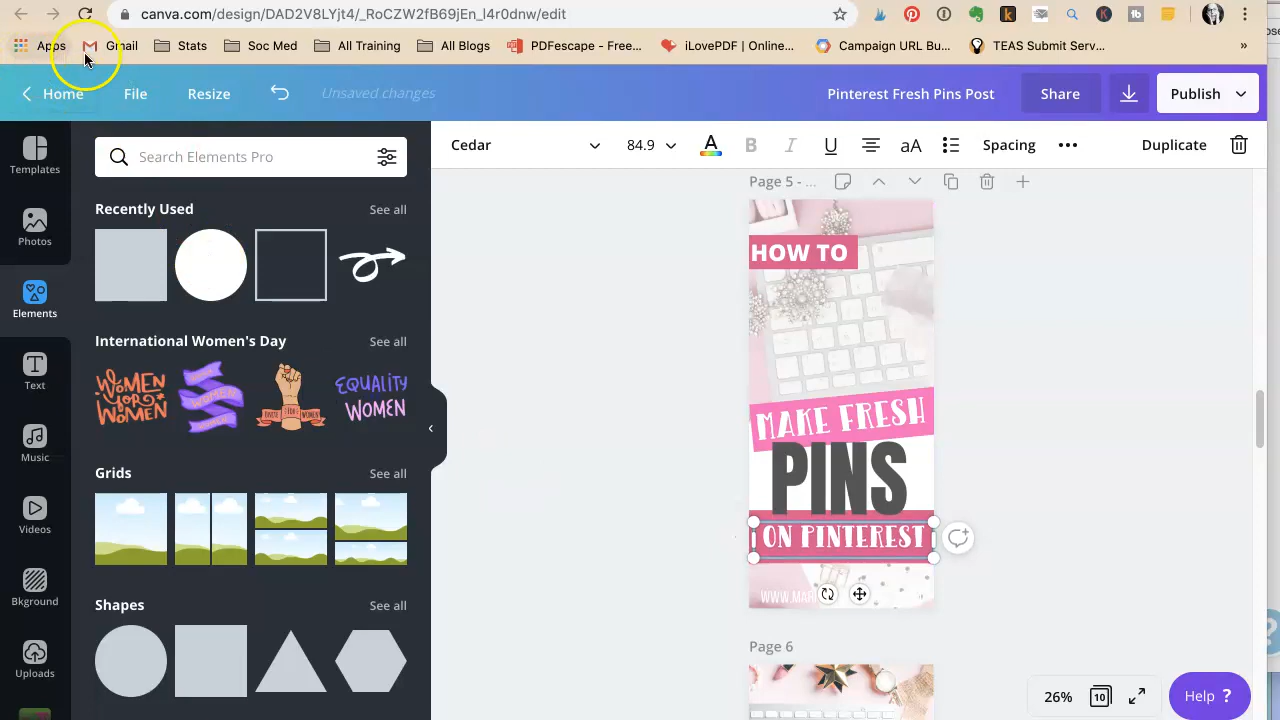 canva.com/design/DAD2V8LYjt4/_RoCZW2fB69jEn_l4r0dnw/edit
Apps Gmail Stats Soc Med All Training All Blogs PDFescape - Free... iLovePDF | Online... Campaign URL Bu... TEAS Submit Serv... »
Home File Resize Unsaved changes Pinterest Fresh Pins Post Share Publish
Cedar 84.9 A B I U aA Spacing ••• Duplicate
Templates
Photos
Elements
Text
Music
Videos
Bkground
Uploads
Search Elements Pro
Recently Used See all
International Women's Day See all
WOMEN FOR WOMEN
EQUALITY WOMEN
Grids See all
Shapes See all
Page 5 - ...
HOW TO
MAKE FRESH
PINS
ON PINTEREST
Page 6
26% 10 Help ?